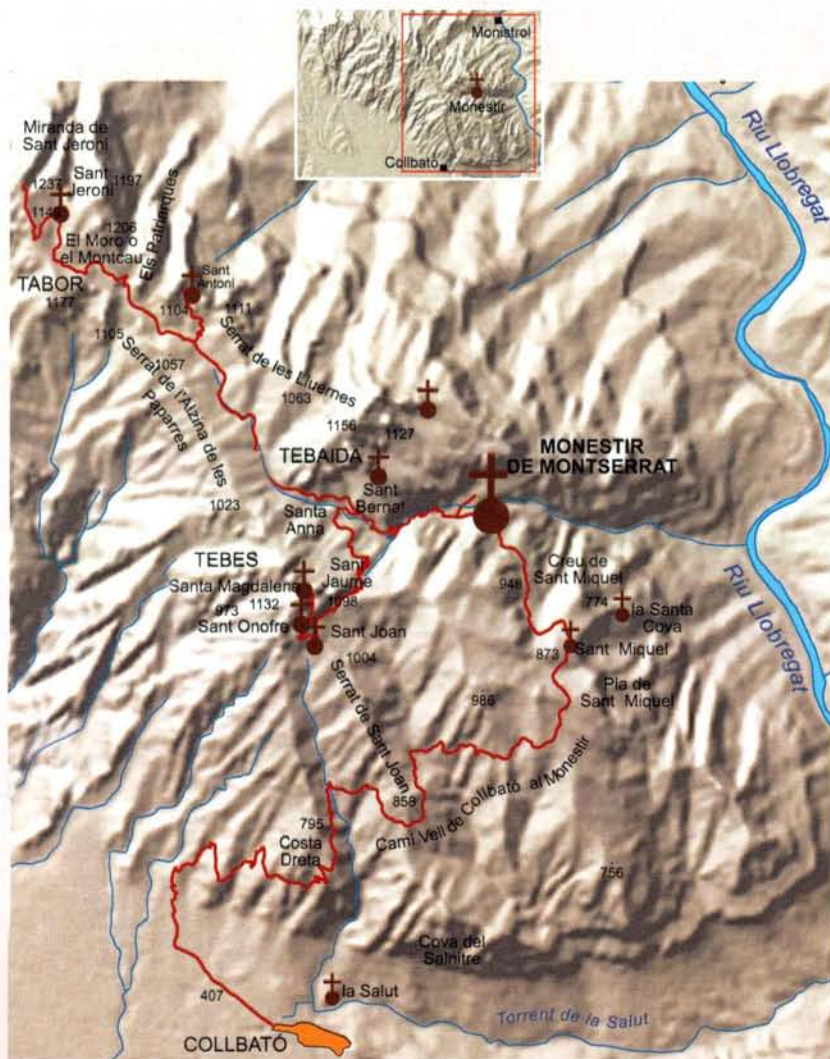 Monistrol
Monestir
Collbató
Riu Llobregat
Miranda de
Sant Jeroni
1237
Sant
Jeroni
1197
1206
El Moro o
el Montcau
Els Patriarques
TABOR
1177
Sant
Antoni
1104
1111
1105
1057
Serrat de les Lluernes
Serrat de l'Alzina de les
Paparres
1063
1156
1127
1023
TEBAIDA
Sant
Bernat
MONESTIR
DE MONTSERRAT
Santa
Anna
TEBES
Sant
Jaume
Santa Magdalena
973
1132
1098
Sant Onofre
Sant Joan
1004
Serrat de Sant Joan
948
Creu de
Sant Miquel
774
la Santa
Cova
873
Sant Miquel
Pla de
Sant Miquel
Riu Llobregat
986
858
Camí Vell de Collbató al Monestir
795
Costa
Dreta
756
Cova del
Salnitre
la Salut
407
Torrent de la Salut
COLLBATÓ